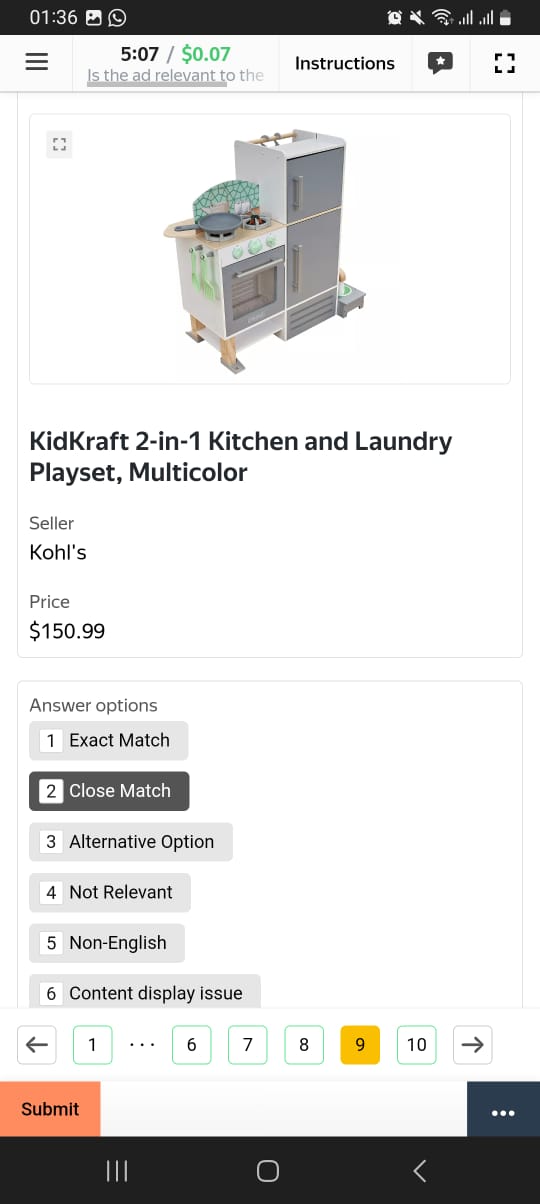 01:36
5:07 / $0.07
Is the ad relevant to the
Instructions
KidKraft 2-in-1 Kitchen and Laundry
Playset, Multicolor
Seller
Kohl's
Price
$150.99
Answer options
1 Exact Match
2 Close Match
3 Alternative Option
4 Not Relevant
5 Non-English
6 Content display issue
1 ... 6 7 8 9 10
Submit
...